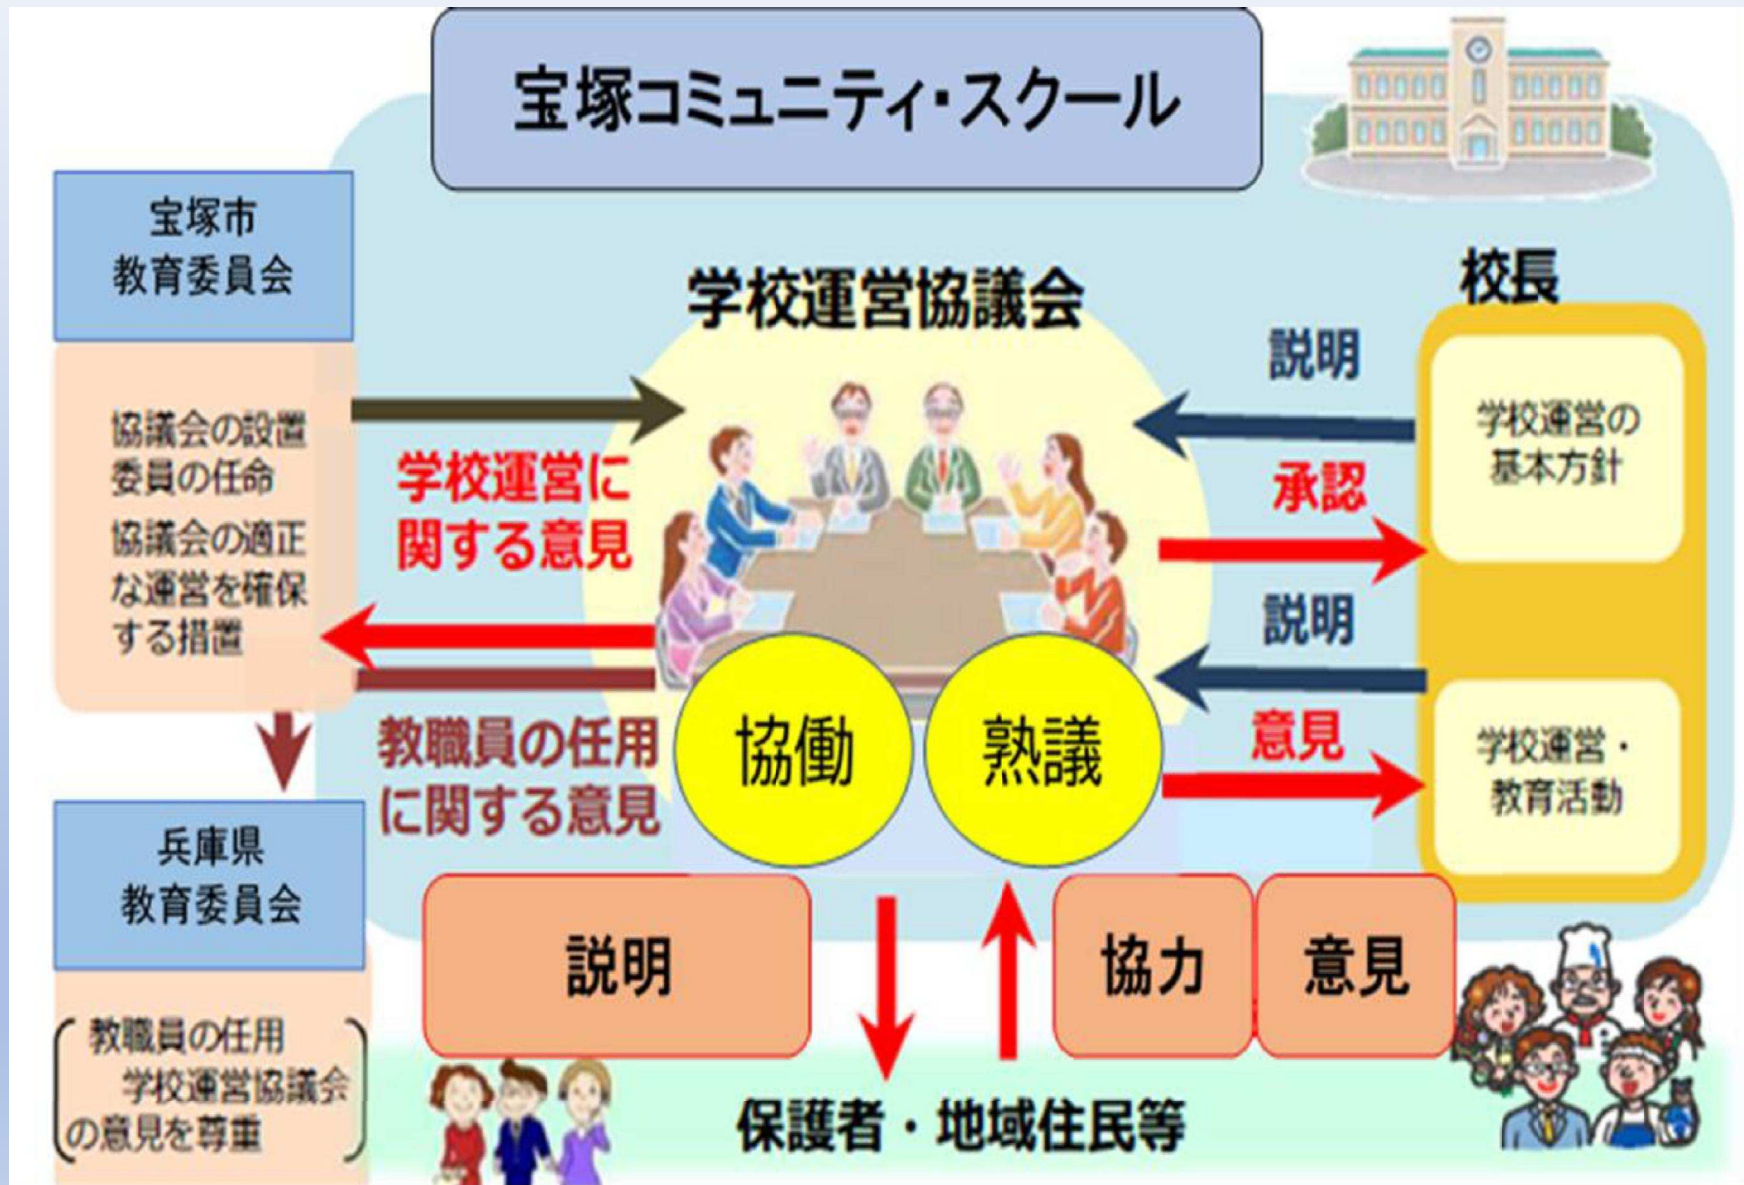 宝塚コミュニティ・スクール
宝塚市
教育委員会
協議会の設置
委員の任命
協議会の適正
な運営を確保
する措置
学校運営協議会
学校運営に
関する意見
教職員の任用
に関する意見
協働
熟議
校長
説明
承認
説明
意見
学校運営の
基本方針
学校運営・
教育活動
兵庫県
教育委員会
教職員の任用
学校運営協議会
の意見を尊重
説明
協力
意見
保護者・地域住民等